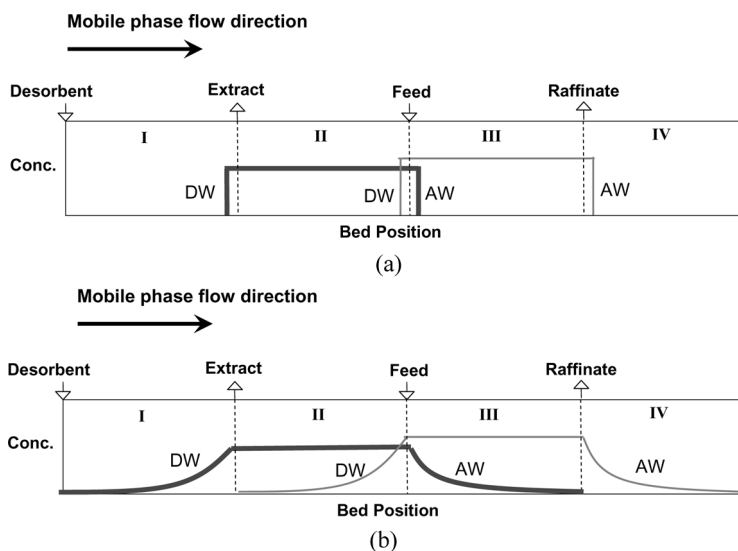 Mobile phase flow direction
Desorbent Extract Feed Raffinate
I II III IV
Conc.
DW DW AW AW
Bed Position
(a)
Mobile phase flow direction
Desorbent Extract Feed Raffinate
I II III IV
Conc.
DW DW AW AW
Bed Position
(b)